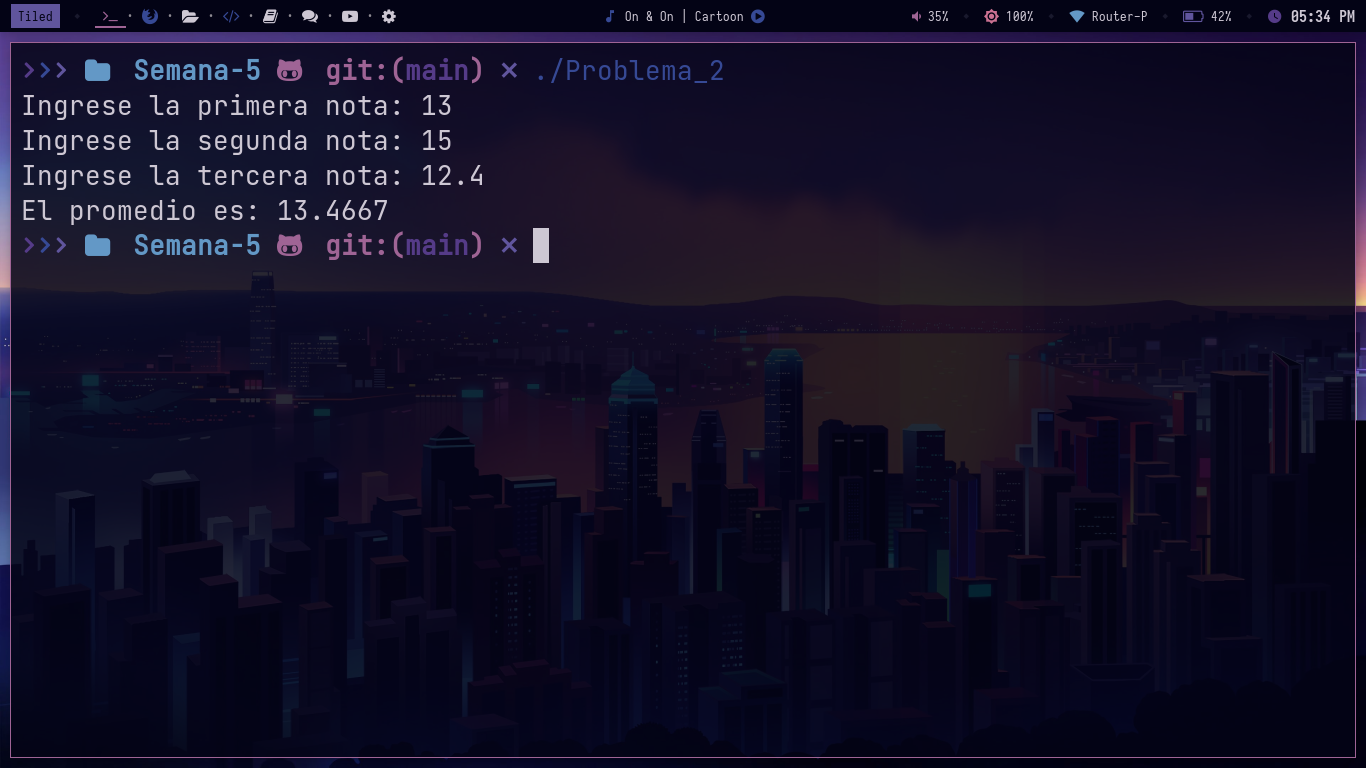 Tiled
On & On | Cartoon
35%
100%
Router-P
42%
05:34 PM
Semana-5 git:(main) × ./Problema_2
Ingrese la primera nota: 13
Ingrese la segunda nota: 15
Ingrese la tercera nota: 12.4
El promedio es: 13.4667
Semana-5 git:(main) ×